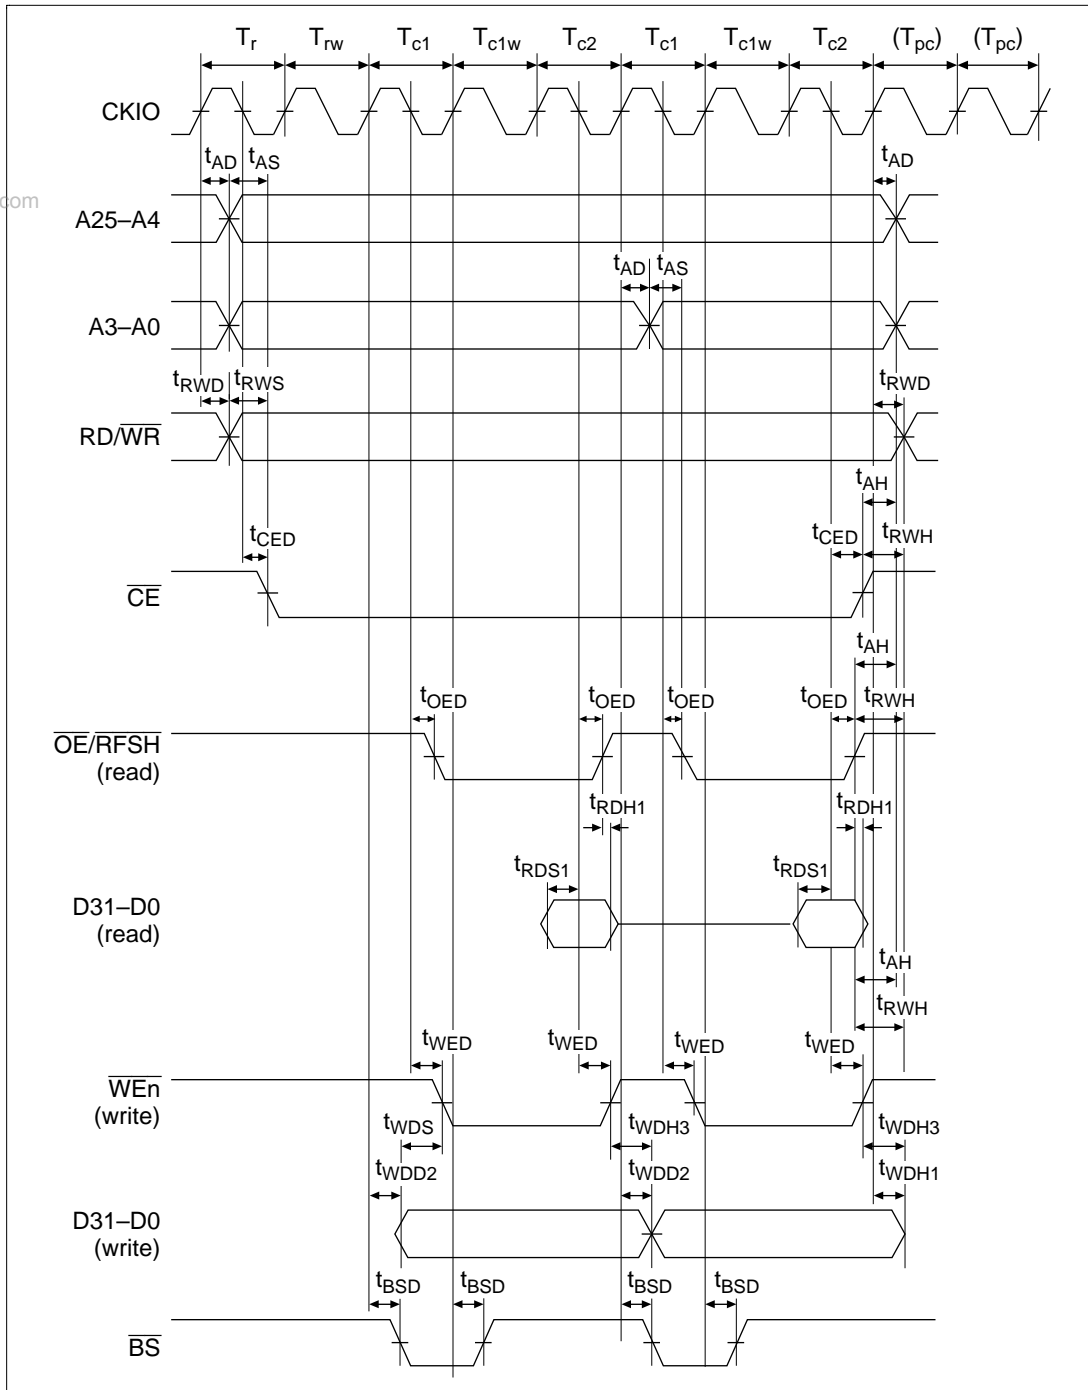 Tr Trw Tc1 Tc1w Tc2 Tc1 Tc1w Tc2 (Tpc) (Tpc)
CKIO
tAD tAS tAD
com
A25–A4
tAD tAS
A3–A0
tRWD tRWS tRWD
RD/WR
tAH
tCED tCED tRWH
CE
tAH
tOED tOED tOED tOED tRWH
OE/RFSH
(read)
tRDH1 tRDH1
tRDS1 tRDS1
D31–D0
(read)
tAH
tRWH
tWED tWED tWED tWED
WEn
(write)
tWDS tWDH3 tWDH3
tWDD2 tWDD2 tWDH1
D31–D0
(write)
tBSD tBSD tBSD tBSD
BS